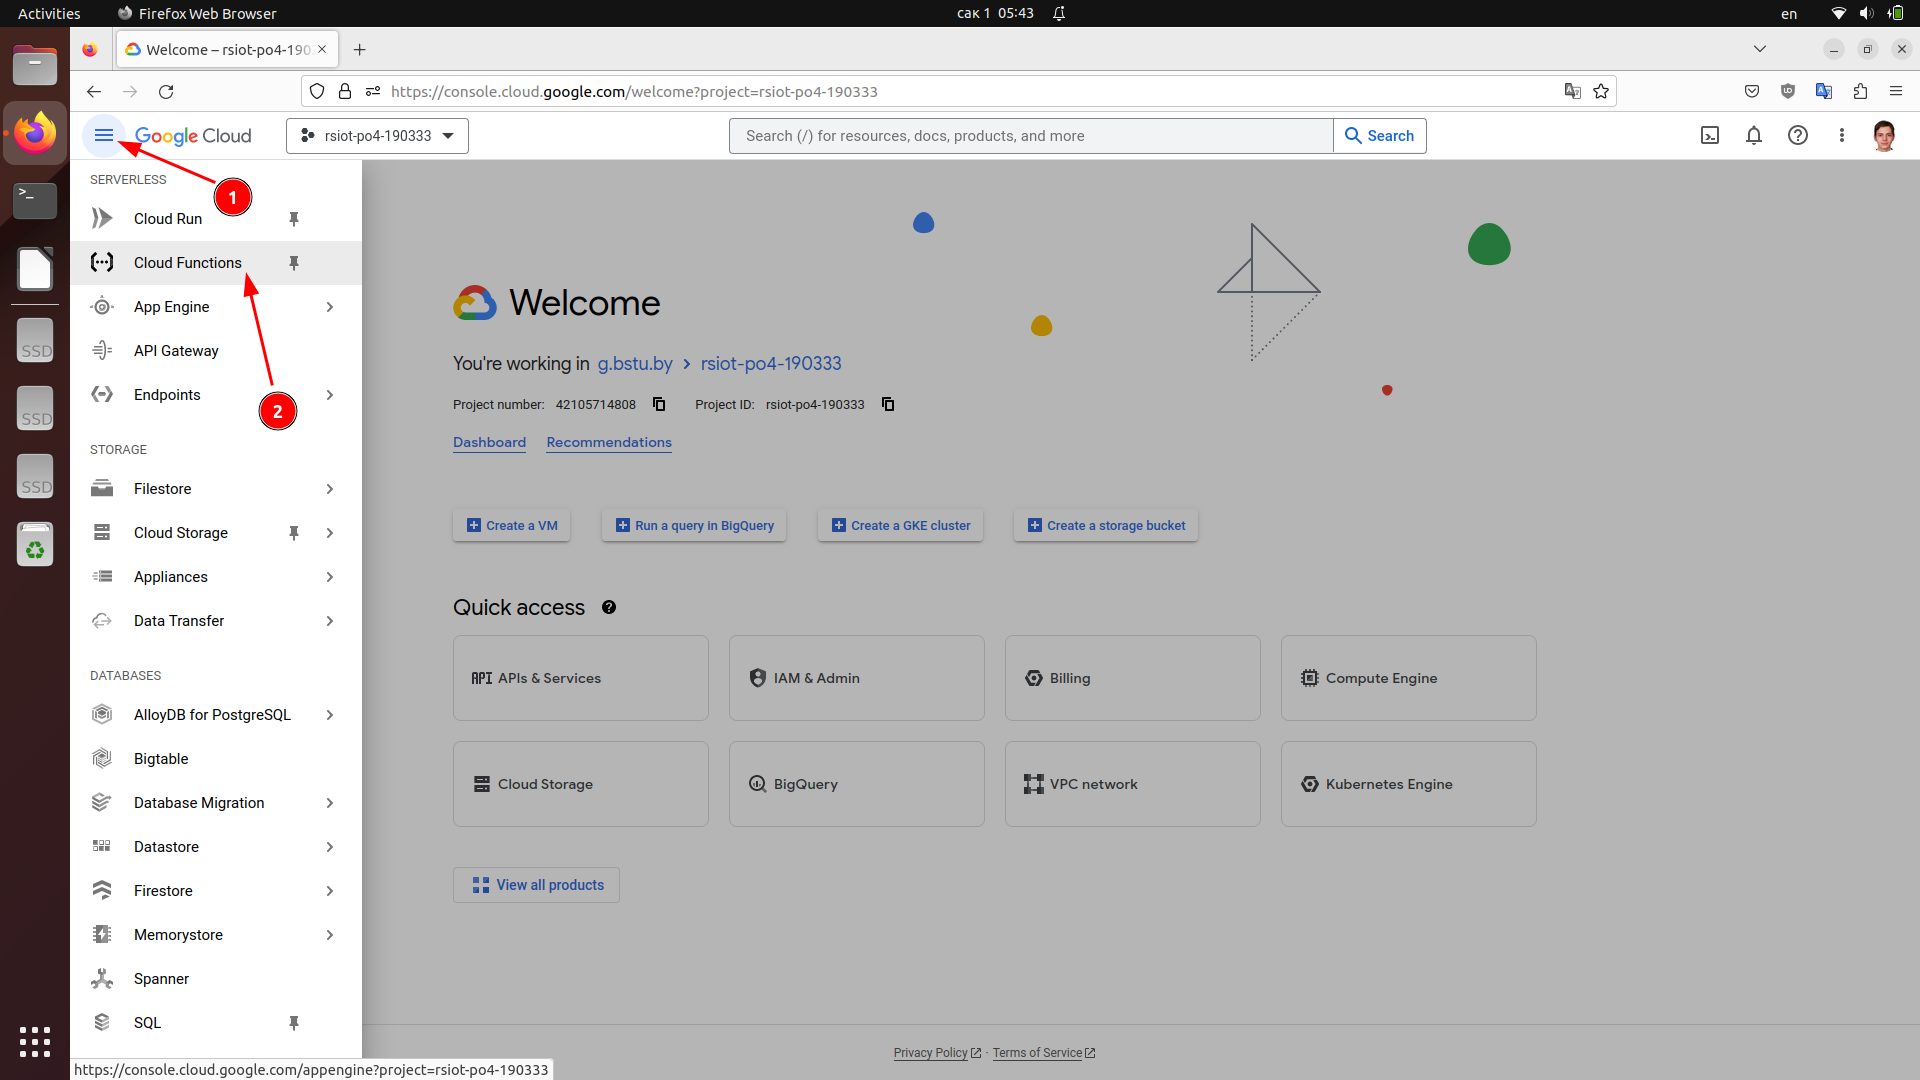 Activities
Firefox Web Browser
сак 1 05:43
en
Welcome – rsiot-po4-190
https://console.cloud.google.com/welcome?project=rsiot-po4-190333
Google Cloud
rsiot-po4-190333
Search (/) for resources, docs, products, and more
Search
SERVERLESS
1
Cloud Run
Cloud Functions
App Engine
API Gateway
Endpoints
2
STORAGE
Filestore
Cloud Storage
Appliances
Data Transfer
DATABASES
AlloyDB for PostgreSQL
Bigtable
Database Migration
Datastore
Firestore
Memorystore
Spanner
SQL
Welcome
You're working in g.bstu.by > rsiot-po4-190333
Project number: 42105714808 Project ID: rsiot-po4-190333
Dashboard Recommendations
Create a VM
Run a query in BigQuery
Create a GKE cluster
Create a storage bucket
Quick access
API APIs & Services
IAM & Admin
Billing
Compute Engine
Cloud Storage
BigQuery
VPC network
Kubernetes Engine
View all products
Privacy Policy · Terms of Service
https://console.cloud.google.com/appengine?project=rsiot-po4-190333
SSD
SSD
SSD